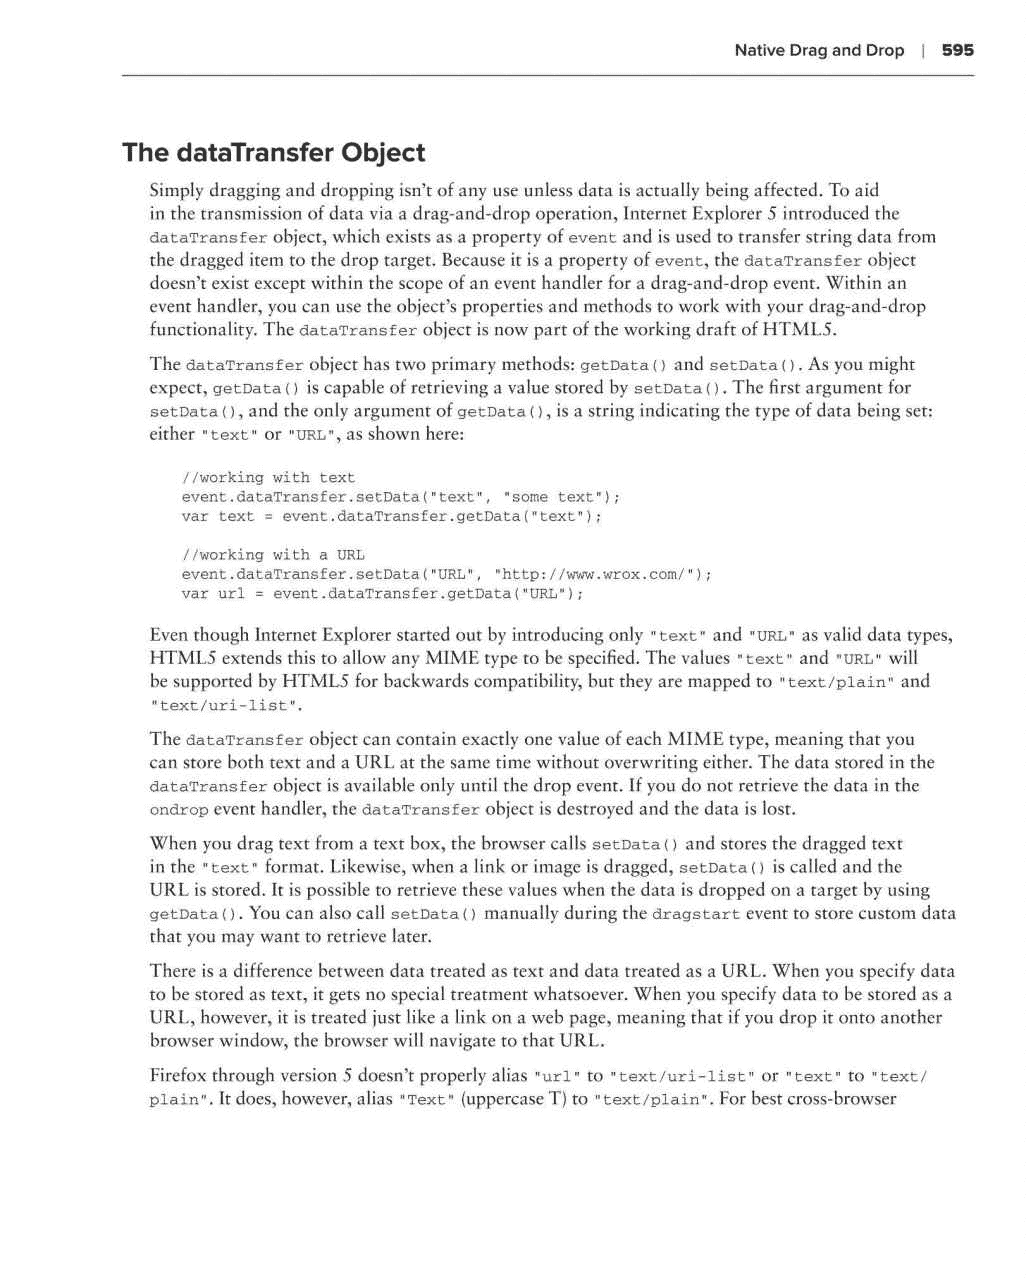 Native Drag and Drop | 595
The dataTransfer Object
Simply dragging and dropping isn't of any use unless data is actually being affected. To aid
in the transmission of data via a drag-and-drop operation, Internet Explorer 5 introduced the
dataTransfer object, which exists as a property of event and is used to transfer string data from
the dragged item to the drop target. Because it is a property of event, the dataTransfer object
doesn't exist except within the scope of an event handler for a drag-and-drop event. Within an
event handler, you can use the object's properties and methods to work with your drag-and-drop
functionality. The dataTransfer object is now part of the working draft of HTML5.
The dataTransfer object has two primary methods: getData() and setData(). As you might
expect, getData() is capable of retrieving a value stored by setData(). The first argument for
setData(), and the only argument of getData(), is a string indicating the type of data being set:
either "text" or "URL", as shown here:
//working with text
event.dataTransfer.setData("text", "some text");
var text = event.dataTransfer.getData("text");
//working with a URL
event.dataTransfer.setData("URL", "http://www.wrox.com/");
var url = event.dataTransfer.getData("URL");
Even though Internet Explorer started out by introducing only "text" and "URL" as valid data types,
HTML5 extends this to allow any MIME type to be specified. The values "text" and "URL" will
be supported by HTML5 for backwards compatibility, but they are mapped to "text/plain" and
"text/uri-list".
The dataTransfer object can contain exactly one value of each MIME type, meaning that you
can store both text and a URL at the same time without overwriting either. The data stored in the
dataTransfer object is available only until the drop event. If you do not retrieve the data in the
ondrop event handler, the dataTransfer object is destroyed and the data is lost.
When you drag text from a text box, the browser calls setData() and stores the dragged text
in the "text" format. Likewise, when a link or image is dragged, setData() is called and the
URL is stored. It is possible to retrieve these values when the data is dropped on a target by using
getData(). You can also call setData() manually during the dragstart event to store custom data
that you may want to retrieve later.
There is a difference between data treated as text and data treated as a URL. When you specify data
to be stored as text, it gets no special treatment whatsoever. When you specify data to be stored as a
URL, however, it is treated just like a link on a web page, meaning that if you drop it onto another
browser window, the browser will navigate to that URL.
Firefox through version 5 doesn't properly alias "url" to "text/uri-list" or "text" to "text/
plain". It does, however, alias "Text" (uppercase T) to "text/plain". For best cross-browser